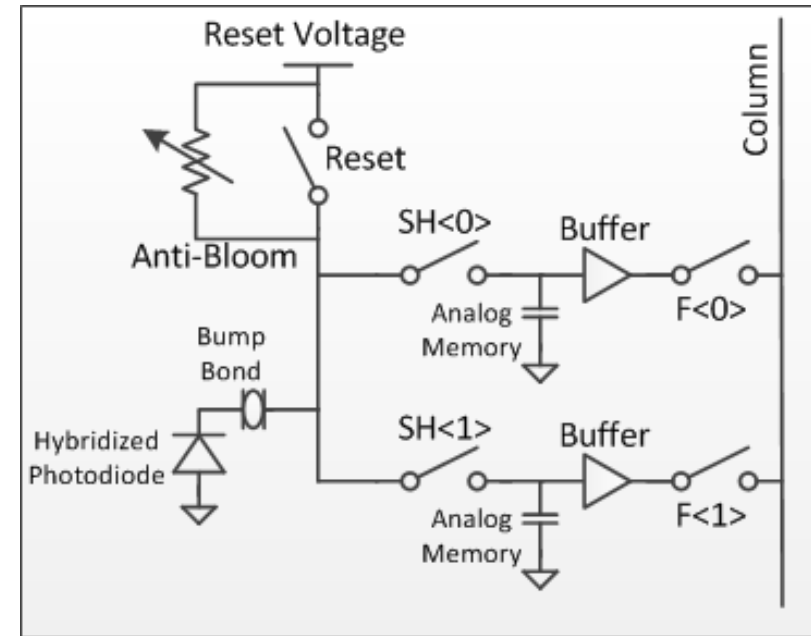 Reset Voltage
Reset
Anti-Bloom
Column
SH<0>
Buffer
Analog
Memory
F<0>
Bump
Bond
Hybridized
Photodiode
SH<1>
Buffer
Analog
Memory
F<1>